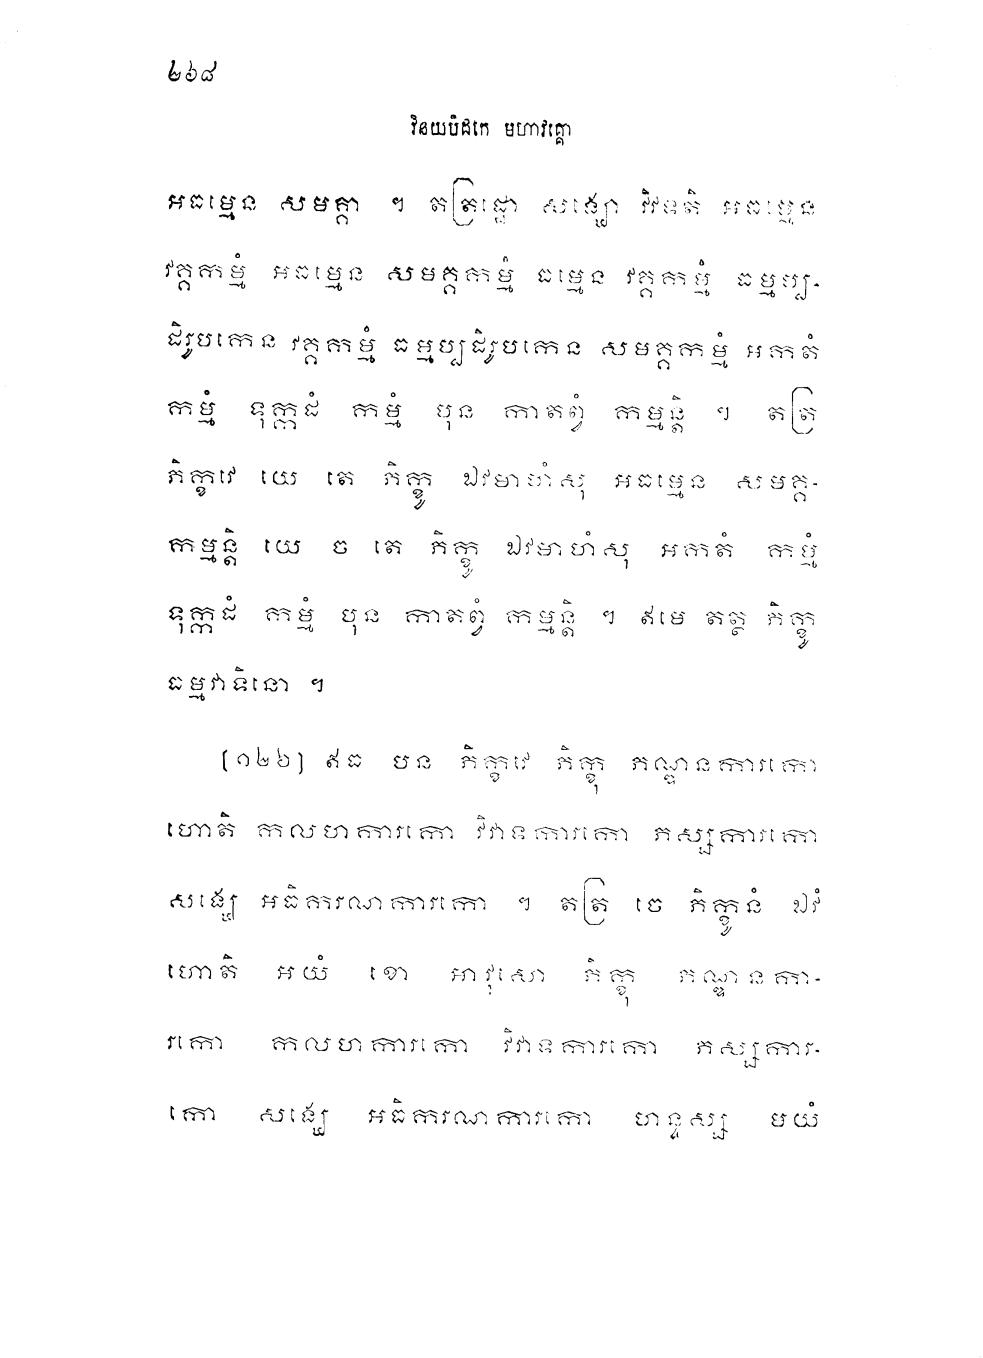 ២៦៨
វិនយបិដកេ មហាវគ្គោ
អធម្មេន សមគ្គា ។ តត្រដ្ឋោ សង្ឃោ វិវទតិ អធម្មេន
វគ្គកម្មំ អធម្មេន សមគ្គកម្មំ ធម្មេន វគ្គកម្មំ ធម្មប្ប-
ដិរូបកេន វគ្គកម្មំ ធម្មប្បដិរូបកេន សមគ្គកម្មំ អកតំ
កម្មំ ទុក្កដំ កម្មំ បុន កាតព្វំ កម្មន្តិ ។ តត្រ
ភិក្ខវេ យេ តេ ភិក្ខូ ឯវមាហំសុ អធម្មេន សមគ្គ-
កម្មន្តិ យេ ច តេ ភិក្ខូ ឯវមាហំសុ អកតំ កម្មំ
ទុក្កដំ កម្មំ បុន កាតព្វំ កម្មន្តិ ។ ឥមេ តត្ថ ភិក្ខូ
ធម្មវាទិនោ ។
[១២៦] ឥធ បន ភិក្ខវេ ភិក្ខុ ភណ្ឌនការកោ
ហោតិ កលហការកោ វិវាទការកោ ភស្សការកោ
សង្ឃេ អធិករណការកោ ។ តត្រ ចេ ភិក្ខូនំ ឯវំ
ហោតិ អយំ ខោ អាវុសោ ភិក្ខុ ភណ្ឌនកា-
រកោ កលហការកោ វិវាទការកោ ភស្សការ-
កោ សង្ឃេ អធិករណការកោ ហន្ទស្ស មយំ